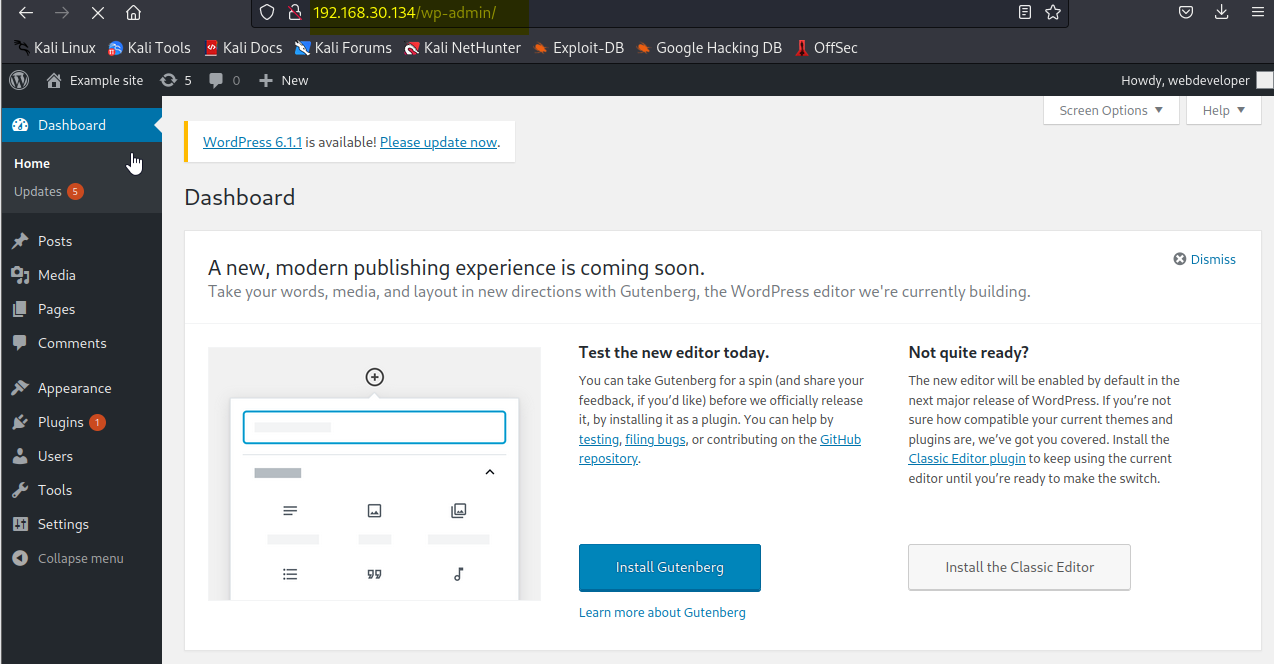 192.168.30.134/wp-admin/
Kali Linux Kali Tools Kali Docs Kali Forums Kali NetHunter Exploit-DB Google Hacking DB OffSec
Example site 5 0 New Howdy, webdeveloper
Screen Options Help
Dashboard
Home
Updates 5
Posts
Media
Pages
Comments
Appearance
Plugins 1
Users
Tools
Settings
Collapse menu
WordPress 6.1.1 is available! Please update now.
Dashboard
A new, modern publishing experience is coming soon.
Dismiss
Take your words, media, and layout in new directions with Gutenberg, the WordPress editor we're currently building.
Test the new editor today.
You can take Gutenberg for a spin (and share your
feedback, if you'd like) before we officially release
it, by installing it as a plugin. You can help by
testing, filing bugs, or contributing on the GitHub
repository.
Install Gutenberg
Learn more about Gutenberg
Not quite ready?
The new editor will be enabled by default in the
next major release of WordPress. If you're not
sure how compatible your current themes and
plugins are, we've got you covered. Install the
Classic Editor plugin to keep using the current
editor until you're ready to make the switch.
Install the Classic Editor